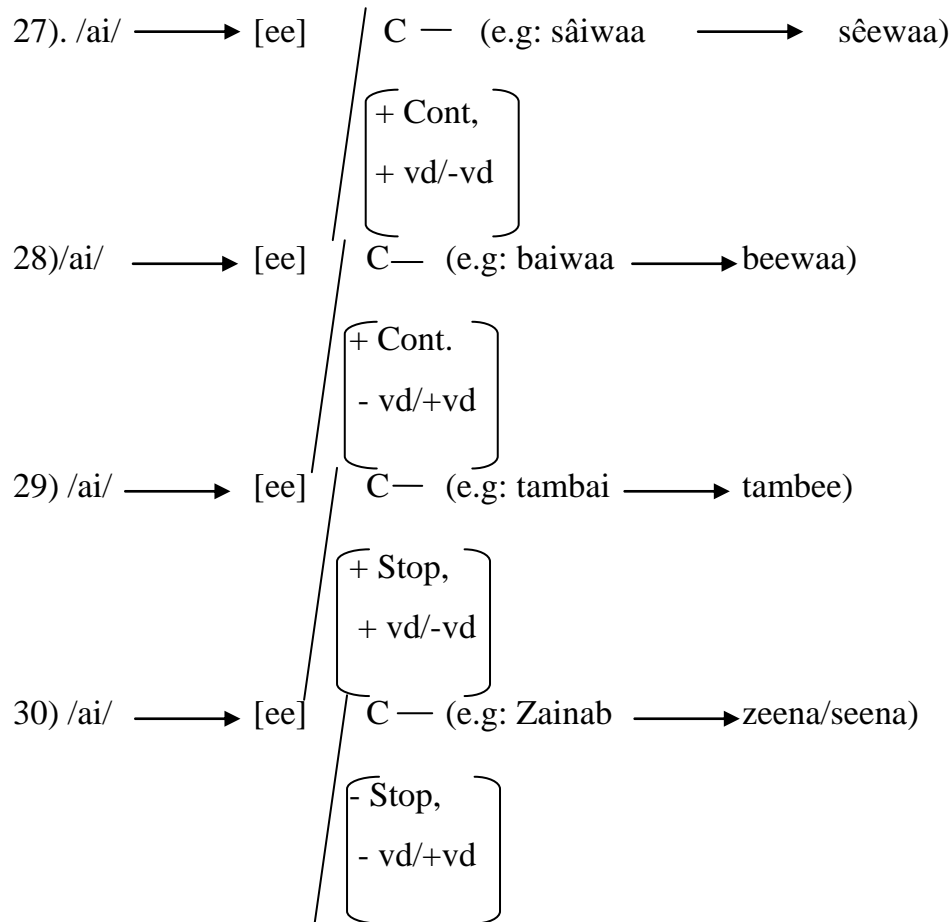 27). /ai/ ⟶ [ee] / C — (e.g: sâiwaa ⟶ sêewaa)
+ Cont,
+ vd/-vd
28)/ai/ ⟶ [ee] / C— (e.g: baiwaa ⟶ beewaa)
+ Cont.
- vd/+vd
29) /ai/ ⟶ [ee] / C— (e.g: tambai ⟶ tambee)
+ Stop,
+ vd/-vd
30) /ai/ ⟶ [ee] / C — (e.g: Zainab ⟶ zeena/seena)
- Stop,
- vd/+vd